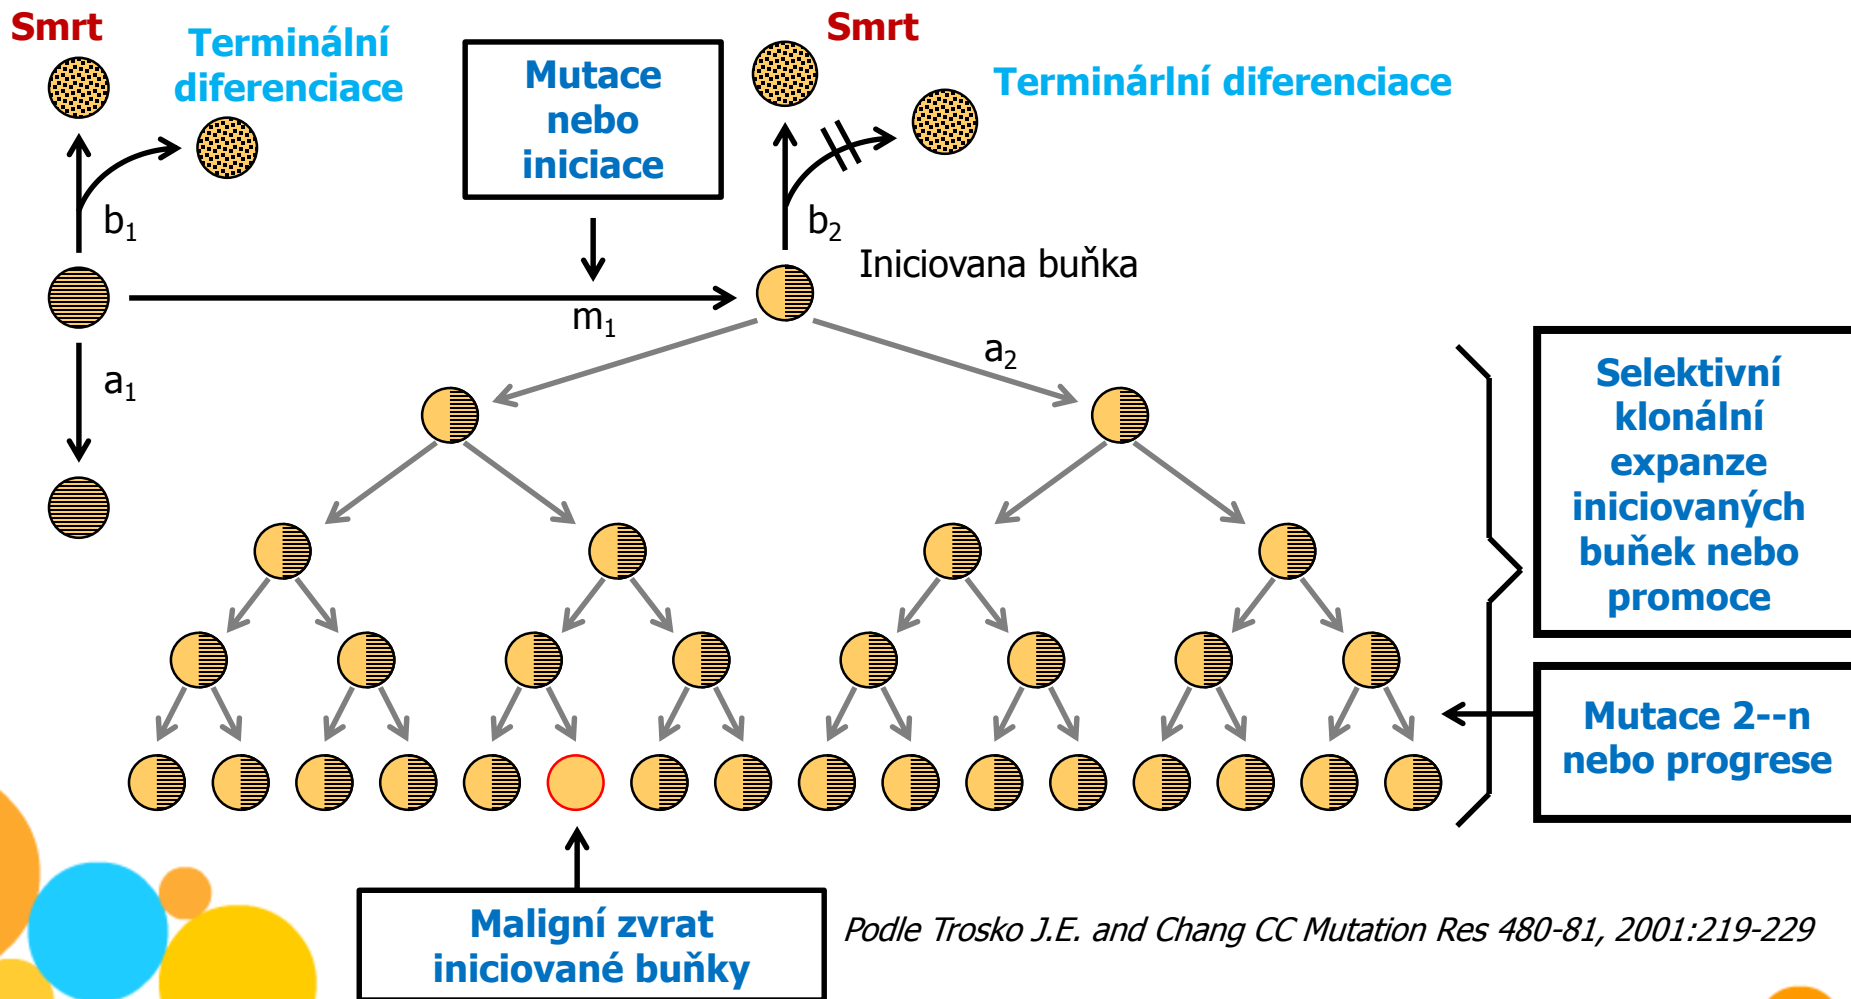 Smrt
Terminální
diferenciace
Mutace
nebo
iniciace
Smrt
Terminárlní diferenciace
b1
b2
Iniciovana buňka
m1
a1
a2
Selektivní
klonální
expanze
iniciovaných
buňek nebo
promoce
Mutace 2--n
nebo progrese
Maligní zvrat
iniciované buňky
Podle Trosko J.E. and Chang CC Mutation Res 480-81, 2001:219-229